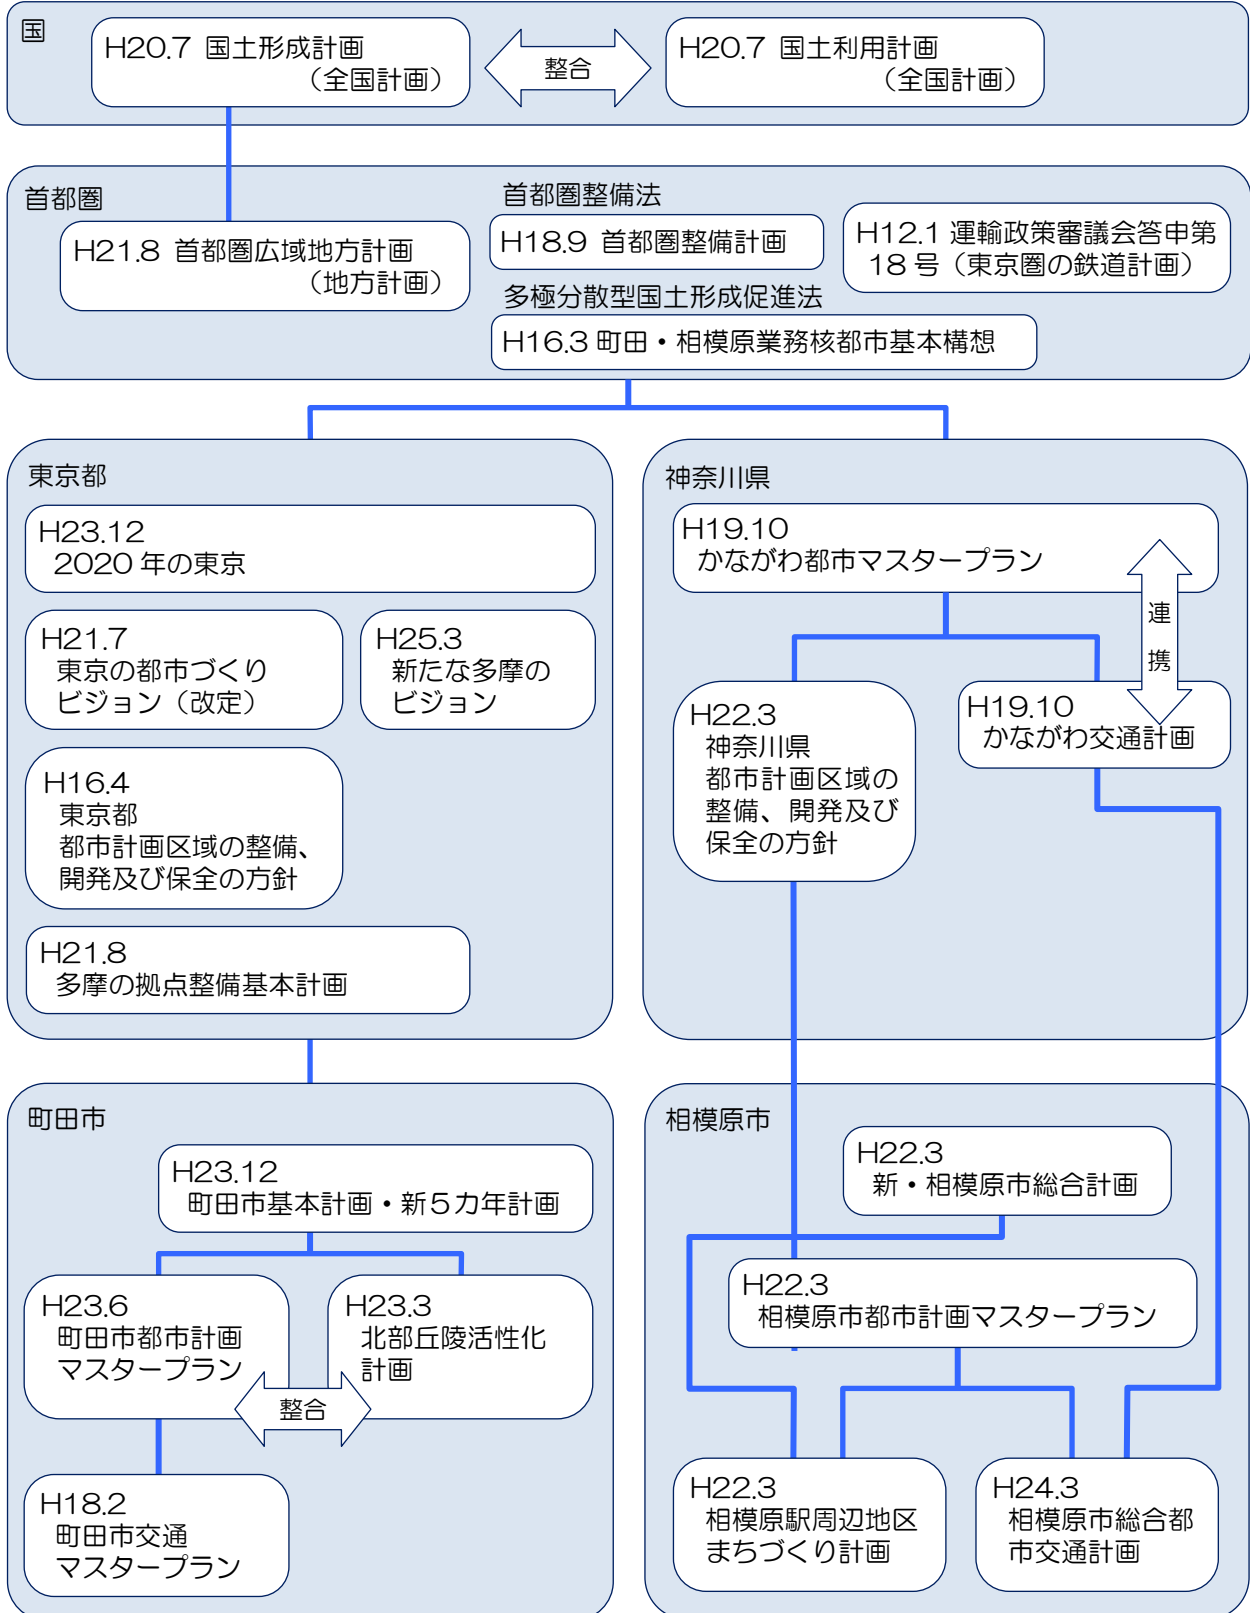 国
H20.7 国土形成計画
（全国計画）
整合
H20.7 国土利用計画
（全国計画）
首都圏
H21.8 首都圏広域地方計画
（地方計画）
首都圏整備法
H18.9 首都圏整備計画
H12.1 運輸政策審議会答申第
18号（東京圏の鉄道計画）
多極分散型国土形成促進法
H16.3 町田・相模原業務核都市基本構想
東京都
H23.12
2020年の東京
H21.7
東京の都市づくり
ビジョン（改定）
H25.3
新たな多摩の
ビジョン
H16.4
東京都
都市計画区域の整備、
開発及び保全の方針
H21.8
多摩の拠点整備基本計画
神奈川県
H19.10
かながわ都市マスタープラン
連
携
H22.3
神奈川県
都市計画区域の
整備、開発及び
保全の方針
H19.10
かながわ交通計画
町田市
H23.12
町田市基本計画・新５カ年計画
H23.6
町田市都市計画
マスタープラン
H23.3
北部丘陵活性化
計画
整合
H18.2
町田市交通
マスタープラン
相模原市
H22.3
新・相模原市総合計画
H22.3
相模原市都市計画マスタープラン
H22.3
相模原駅周辺地区
まちづくり計画
H24.3
相模原市総合都
市交通計画